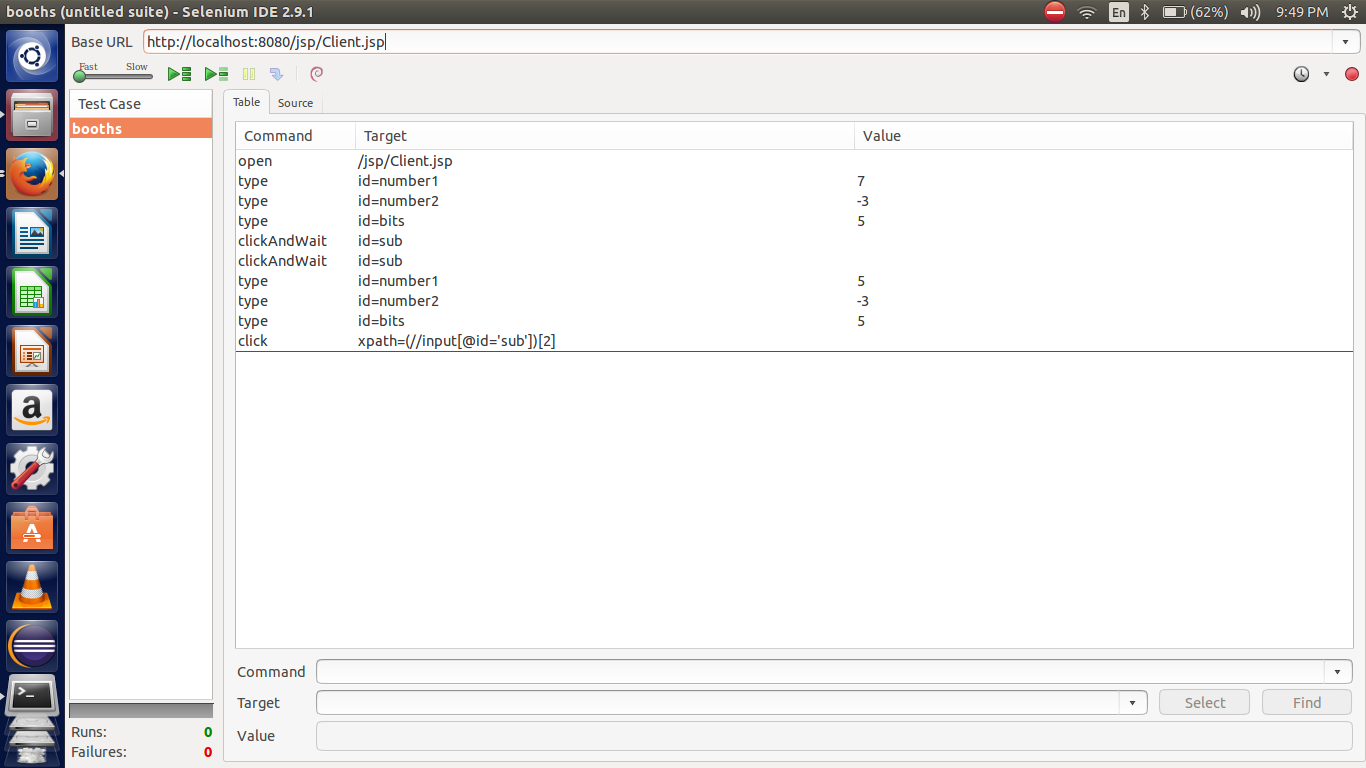 booths (untitled suite) - Selenium IDE 2.9.1 En (62%) 9:49 PM
Base URL http://localhost:8080/jsp/Client.jsp
Fast Slow
Test Case
booths
Table Source
Command Target Value
open /jsp/Client.jsp
type id=number1 7
type id=number2 -3
type id=bits 5
clickAndWait id=sub
clickAndWait id=sub
type id=number1 5
type id=number2 -3
type id=bits 5
click xpath=(//input[@id='sub'])[2]
Command
Target Select Find
Value
Runs: 0
Failures: 0